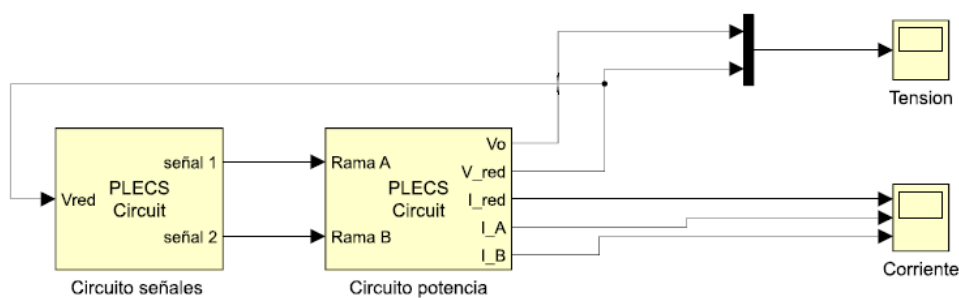 Tension
Vred
PLECS
Circuit
señal 1
señal 2
Circuito señales
Rama A
Rama B
PLECS
Circuit
Vo
V_red
I_red
I_A
I_B
Circuito potencia
Corriente